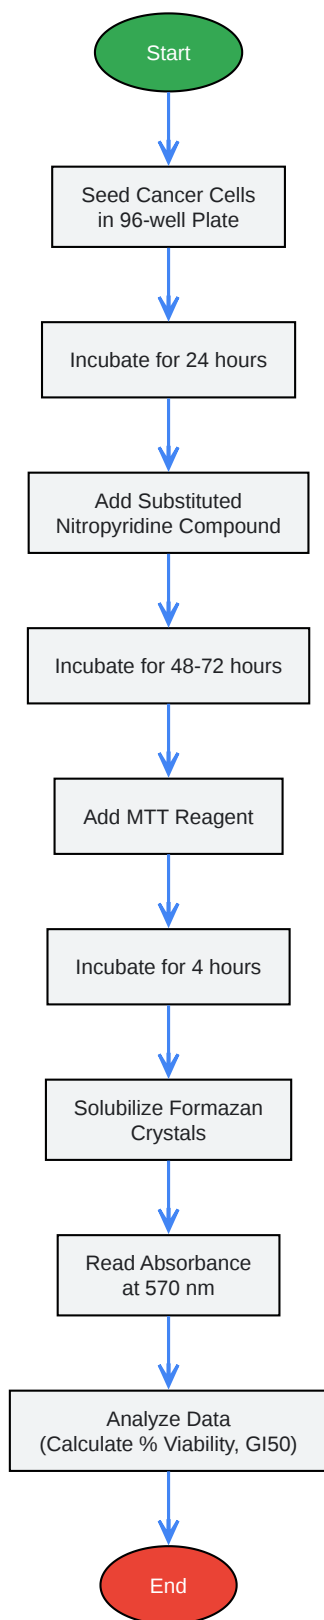 Start
Seed Cancer Cells
in 96-well Plate
Incubate for 24 hours
Add Substituted
Nitropyridine Compound
Incubate for 48-72 hours
Add MTT Reagent
Incubate for 4 hours
Solubilize Formazan
Crystals
Read Absorbance
at 570 nm
Analyze Data
(Calculate % Viability, GI50)
End